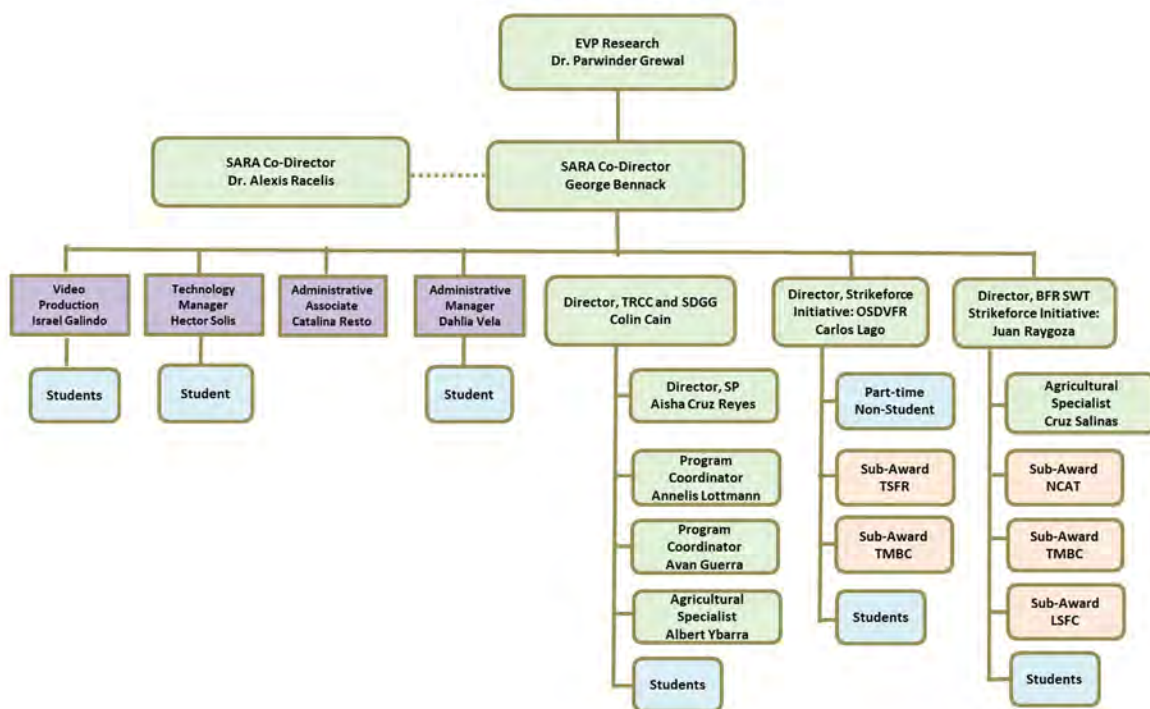 EVP Research
Dr. Parwinder Grewal
SARA Co-Director
Dr. Alexis Racelis
SARA Co-Director
George Bennack
Video
Production
Israel Galindo
Technology
Manager
Hector Solis
Administrative
Associate
Catalina Resto
Administrative
Manager
Dahlia Vela
Director, TRCC and SDGG
Colin Cain
Director, Strikeforce
Initiative: OSDVFR
Carlos Lago
Director, BFR SWT
Strikeforce Initiative:
Juan Raygoza
Students
Student
Student
Director, SP
Aisha Cruz Reyes
Program
Coordinator
Annelis Lottmann
Program
Coordinator
Avan Guerra
Agricultural
Specialist
Albert Ybarra
Students
Part-time
Non-Student
Sub-Award
TSFR
Sub-Award
TMBC
Students
Agricultural
Specialist
Cruz Salinas
Sub-Award
NCAT
Sub-Award
TMBC
Sub-Award
LSFC
Students